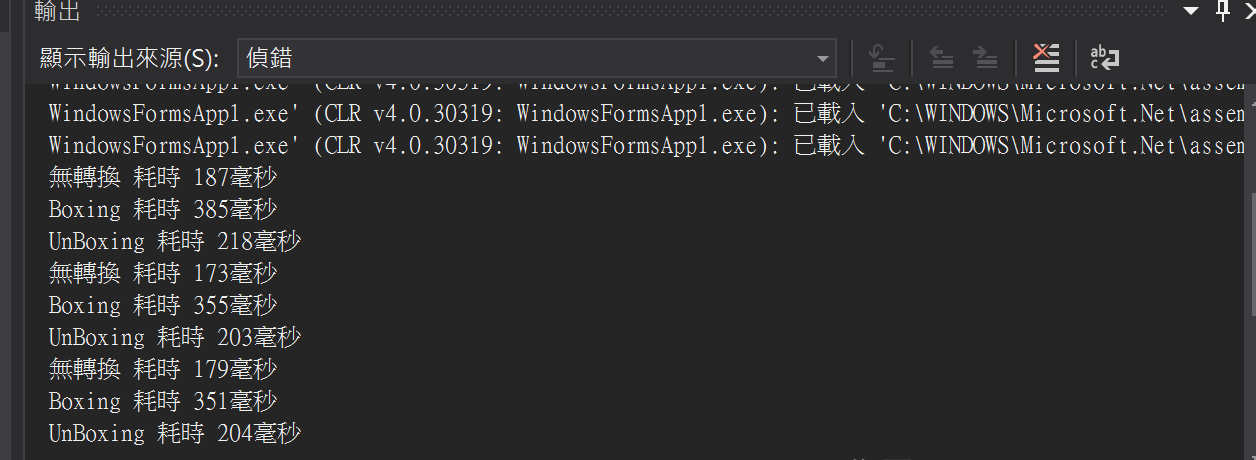 輸出
顯示輸出來源(S): 偵錯
WindowsFormsApp1.exe' (CLR v4.0.30319: WindowsFormsApp1.exe): 已載入 'C:\WINDOWS\Microsoft.Net\assem
WindowsFormsApp1.exe' (CLR v4.0.30319: WindowsFormsApp1.exe): 已載入 'C:\WINDOWS\Microsoft.Net\assem
WindowsFormsApp1.exe' (CLR v4.0.30319: WindowsFormsApp1.exe): 已載入 'C:\WINDOWS\Microsoft.Net\assem
無轉換 耗時 187毫秒
Boxing 耗時 385毫秒
UnBoxing 耗時 218毫秒
無轉換 耗時 173毫秒
Boxing 耗時 355毫秒
UnBoxing 耗時 203毫秒
無轉換 耗時 179毫秒
Boxing 耗時 351毫秒
UnBoxing 耗時 204毫秒